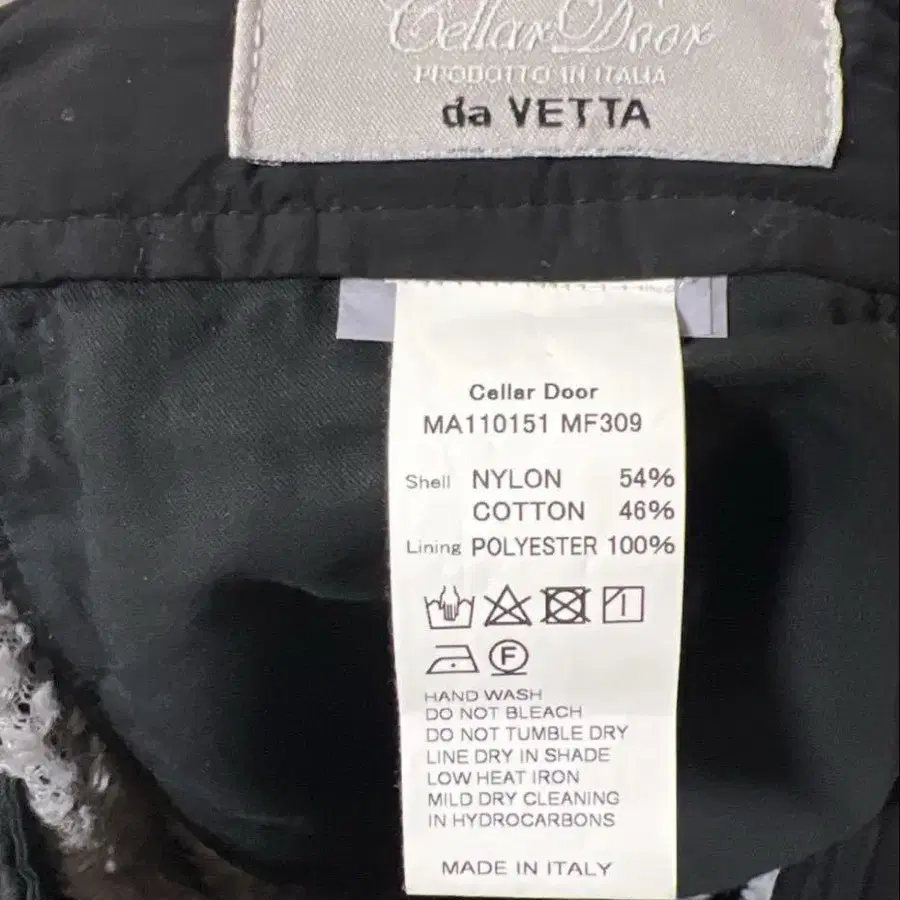 Cellar Door
PRODOTTO IN ITALIA
da VETTA
Cellar Door
MA110151 MF309
Shell NYLON 54%
COTTON 46%
Lining POLYESTER 100%
F
HAND WASH
DO NOT BLEACH
DO NOT TUMBLE DRY
LINE DRY IN SHADE
LOW HEAT IRON
MILD DRY CLEANING
IN HYDROCARBONS
MADE IN ITALY